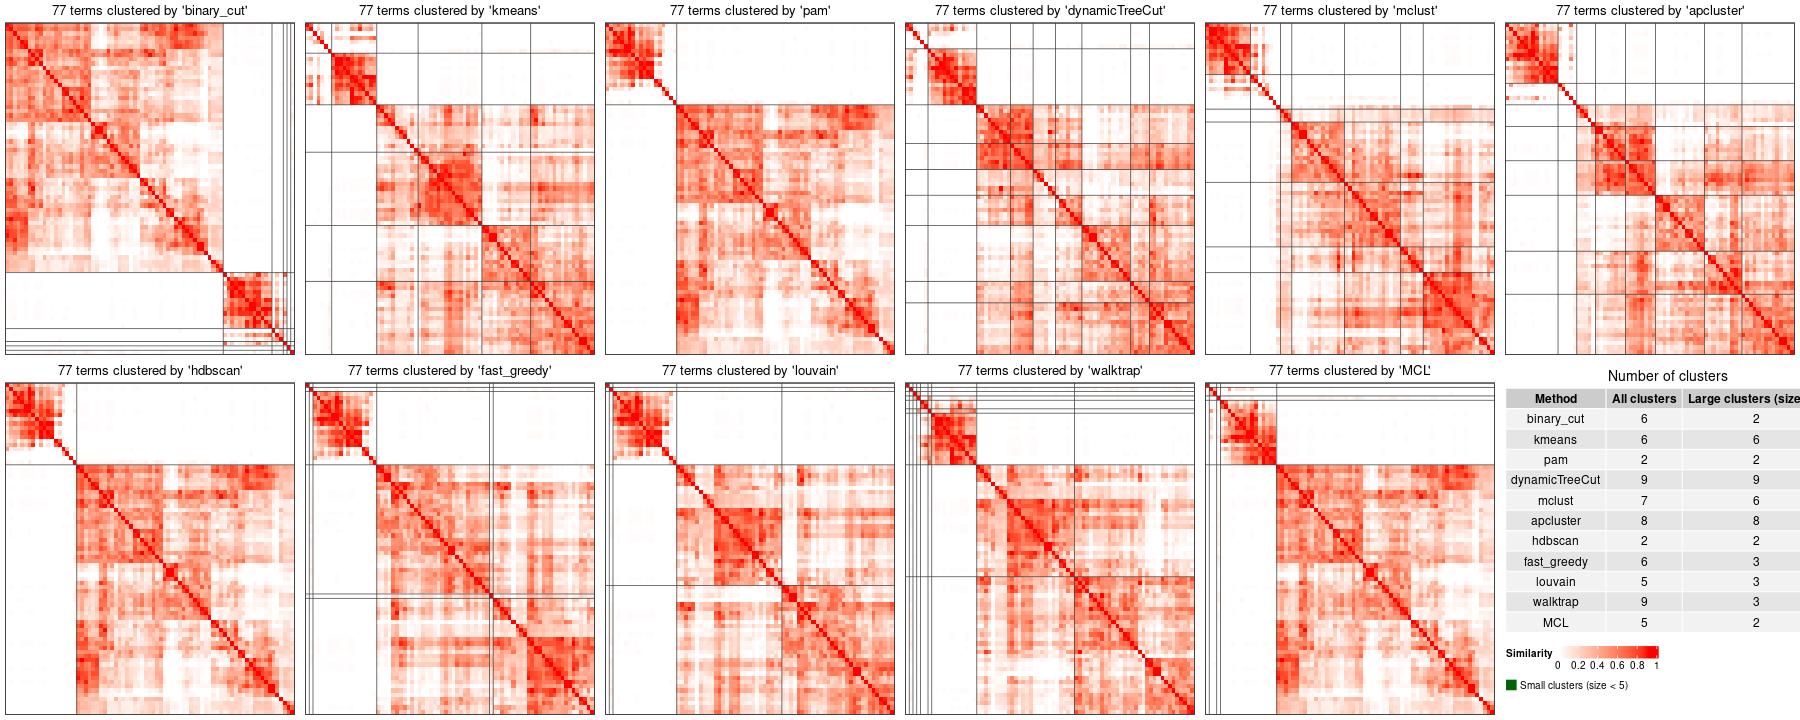 77 terms clustered by 'binary_cut'
77 terms clustered by 'kmeans'
77 terms clustered by 'pam'
77 terms clustered by 'dynamicTreeCut'
77 terms clustered by 'mclust'
77 terms clustered by 'apcluster'
77 terms clustered by 'hdbscan'
77 terms clustered by 'fast_greedy'
77 terms clustered by 'louvain'
77 terms clustered by 'walktrap'
77 terms clustered by 'MCL'
Number of clusters
Method All clusters Large clusters (size
binary_cut 6 2
kmeans 6 6
pam 2 2
dynamicTreeCut 9 9
mclust 7 6
apcluster 8 8
hdbscan 2 2
fast_greedy 6 3
louvain 5 3
walktrap 9 3
MCL 5 2
Similarity
0 0.2 0.4 0.6 0.8 1
Small clusters (size < 5)